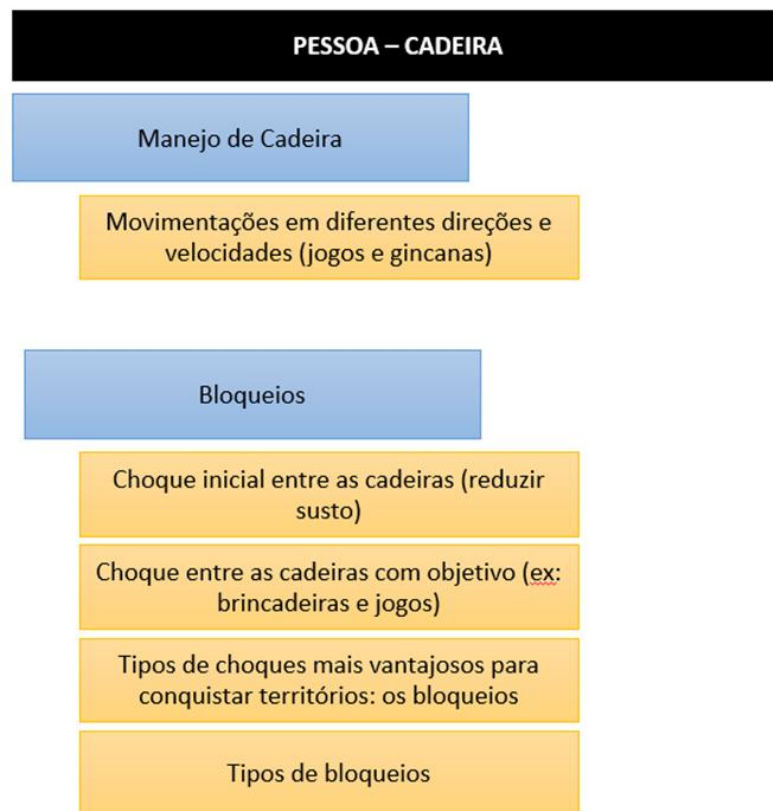 PESSOA – CADEIRA
Manejo de Cadeira
Movimentações em diferentes direções e
velocidades (jogos e gincanas)
Bloqueios
Choque inicial entre as cadeiras (reduzir
susto)
Choque entre as cadeiras com objetivo (ex:
brincadeiras e jogos)
Tipos de choques mais vantajosos para
conquistar territórios: os bloqueios
Tipos de bloqueios